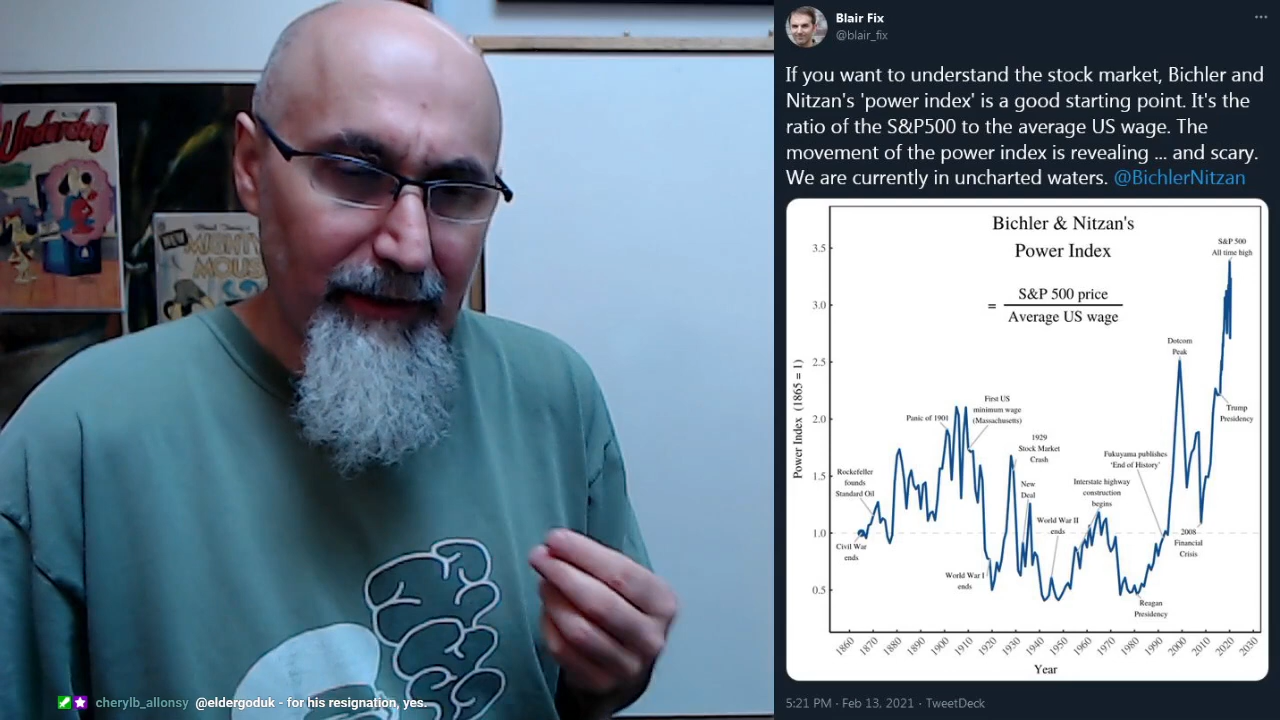 Underdog
NEW
MIGHTY
MOUSE
cherylb_allonsy @eldergoduk - for his resignation, yes.
Blair Fix
@blair_fix
If you want to understand the stock market, Bichler and
Nitzan's 'power index' is a good starting point. It's the
ratio of the S&P500 to the average US wage. The
movement of the power index is revealing ... and scary.
We are currently in uncharted waters. @BichlerNitzan
Bichler & Nitzan's
Power Index
=
S&P 500 price
Average US wage
S&P 500
All time high
Dotcom
Peak
Trump
Presidency
First US
minimum wage
(Massachusetts)
Panic of 1901
1929
Stock Market
Crash
Fukuyama publishes
'End of History'
Rockefeller
founds
Standard Oil
New
Deal
Interstate highway
construction
begins
World War II
ends
2008
Financial
Crisis
Civil War
ends
World War I
ends
Reagan
Presidency
Power Index (1865 = 1)
3.5
3.0
2.5
2.0
1.5
1.0
0.5
1860 1870 1880 1890 1900 1910 1920 1930 1940 1950 1960 1970 1980 1990 2000 2010 2020 2030
Year
5:21 PM · Feb 13, 2021 · TweetDeck